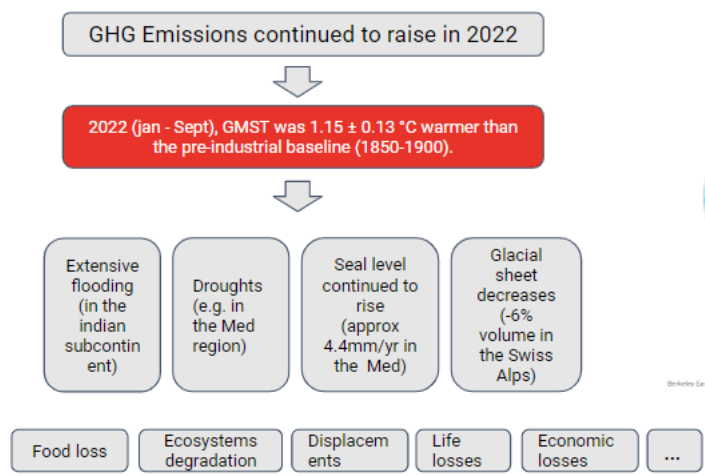 GHG Emissions continued to raise in 2022
2022 (jan - Sept), GMST was 1.15 ± 0.13 °C warmer than
the pre-industrial baseline (1850-1900).
Extensive
flooding
(in the
indian
subcontin
ent)
Droughts
(e.g. in
the Med
region)
Seal level
continued to
rise
(approx
4.4mm/yr in
the Med)
Glacial
sheet
decreases
(-6%
volume in
the Swiss
Alps)
Berkeley Ea
Food loss
Ecosystems
degradation
Displacem
ents
Life
losses
Economic
losses
...